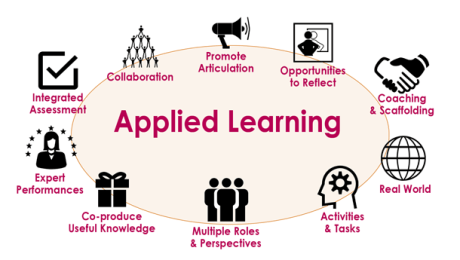 Promote
Articulation
Collaboration
Opportunities
to Reflect
Integrated
Assessment
Coaching
& Scaffolding
Applied Learning
Expert
Performances
Real World
Co-produce
Useful Knowledge
Multiple Roles
& Perspectives
Activities
& Tasks